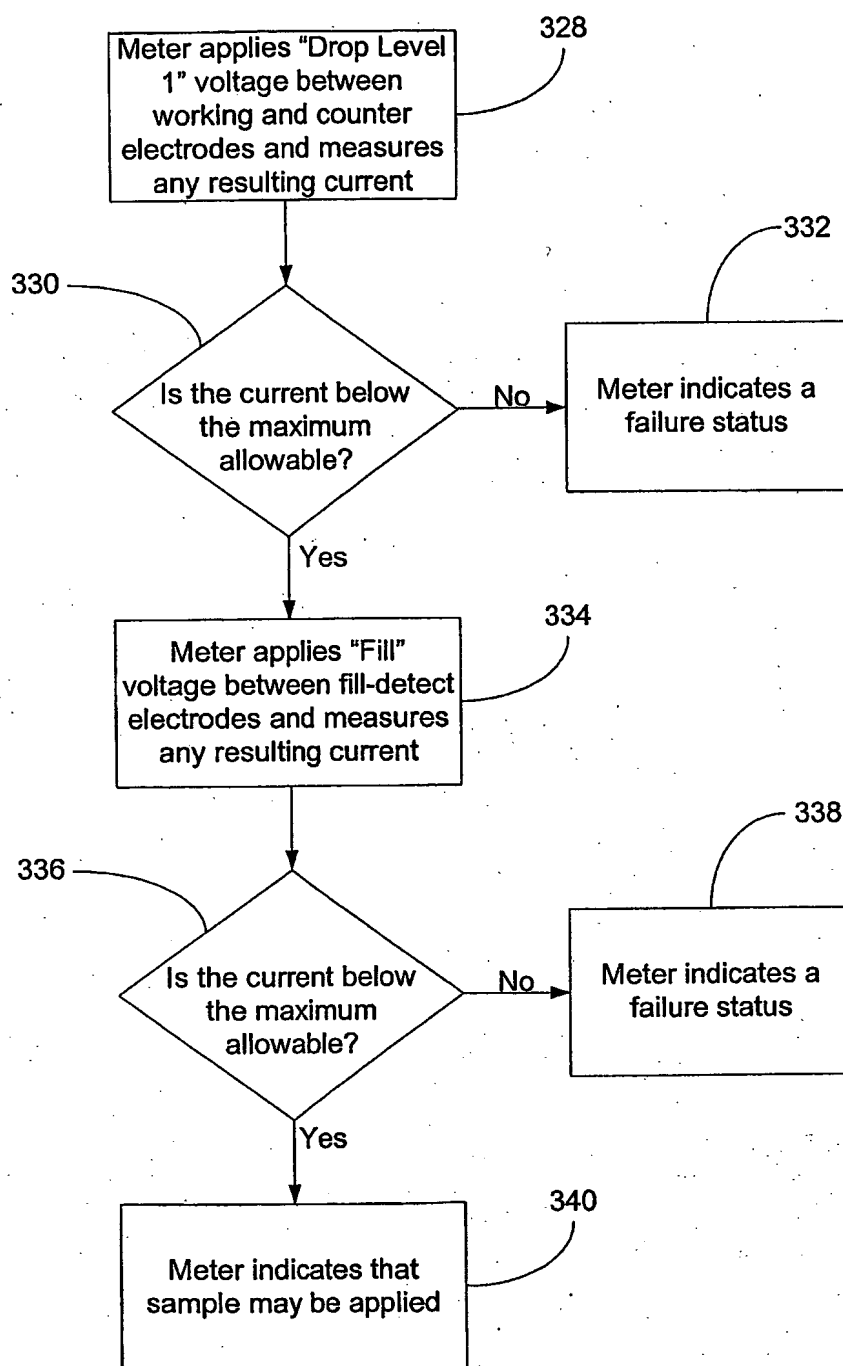 Meter applies "Drop Level
1" voltage between
working and counter
electrodes and measures
any resulting current
328
330
Is the current below
the maximum
allowable?
No
332
Meter indicates a
failure status
Yes
334
Meter applies "Fill"
voltage between fill-detect
electrodes and measures
any resulting current
336
Is the current below
the maximum
allowable?
No
338
Meter indicates a
failure status
Yes
340
Meter indicates that
sample may be applied